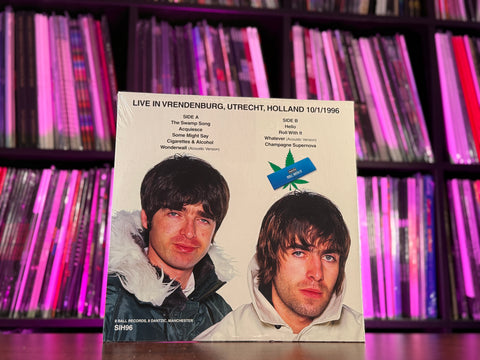 LIVE IN VRENDENBURG, UTRECHT, HOLLAND 10/1/1996
SIDE A
The Swamp Song
Acquiesce
Some Might Say
Cigarettes & Alcohol
Wonderwall (Acoustic Version)
SIDE B
Hello
Roll With It
Whatever (Acoustic Version)
Champagne Supernova
8 BALL RECORDS, 8 DANTZIC, MANCHESTER
SIH96